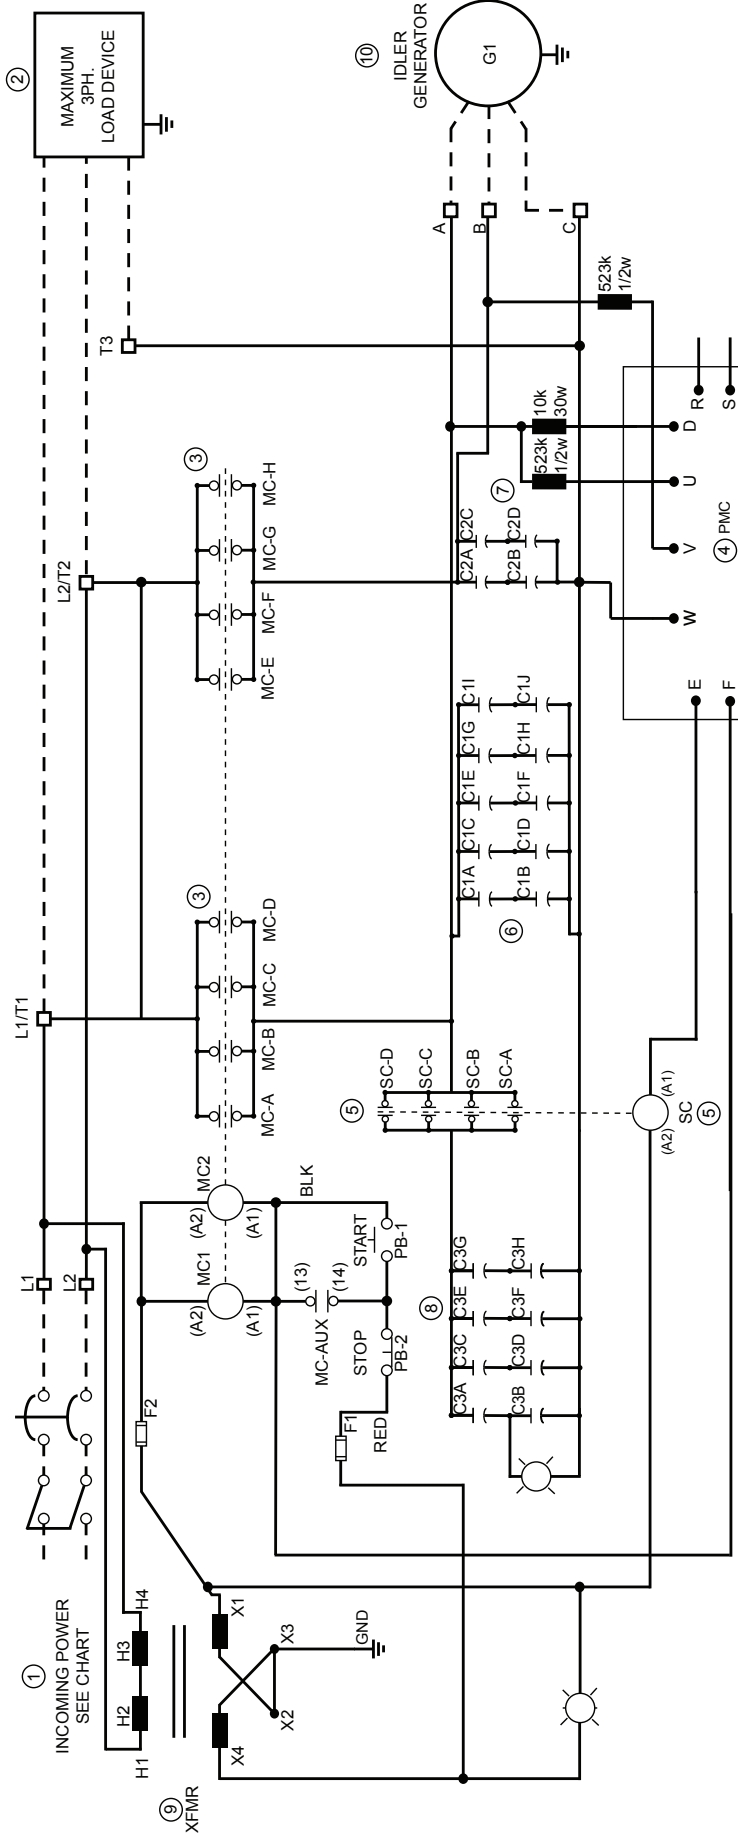 ①
INCOMING POWER
SEE CHART
L1
L2
L1/T1
L2/T2
T3
②
MAXIMUM
3PH.
LOAD DEVICE
H1
H2
H3
H4
⑨
XFMR
X4
X1
X2
X3
GND
F2
F1
RED
MC1
(A2)
(A1)
MC2
(A2)
(A1)
BLK
MC-AUX
(13)
(14)
STOP
PB-2
START
PB-1
③
MC-A
MC-B
MC-C
MC-D
③
MC-E
MC-F
MC-G
MC-H
⑩
IDLER
GENERATOR
G1
A
B
C
⑤
SC-D
SC-C
SC-B
SC-A
⑧
C3A
C3C
C3E
C3G
C3B
C3D
C3F
C3H
⑥
C1A
C1C
C1E
C1G
C1I
C1B
C1D
C1F
C1H
C1J
⑦
C2A
C2C
C2B
C2D
523k
1/2w
10k
30w
523k
1/2w
(A2)
(A1)
SC
⑤
E
F
W
V
U
D
R
S
④ PMC